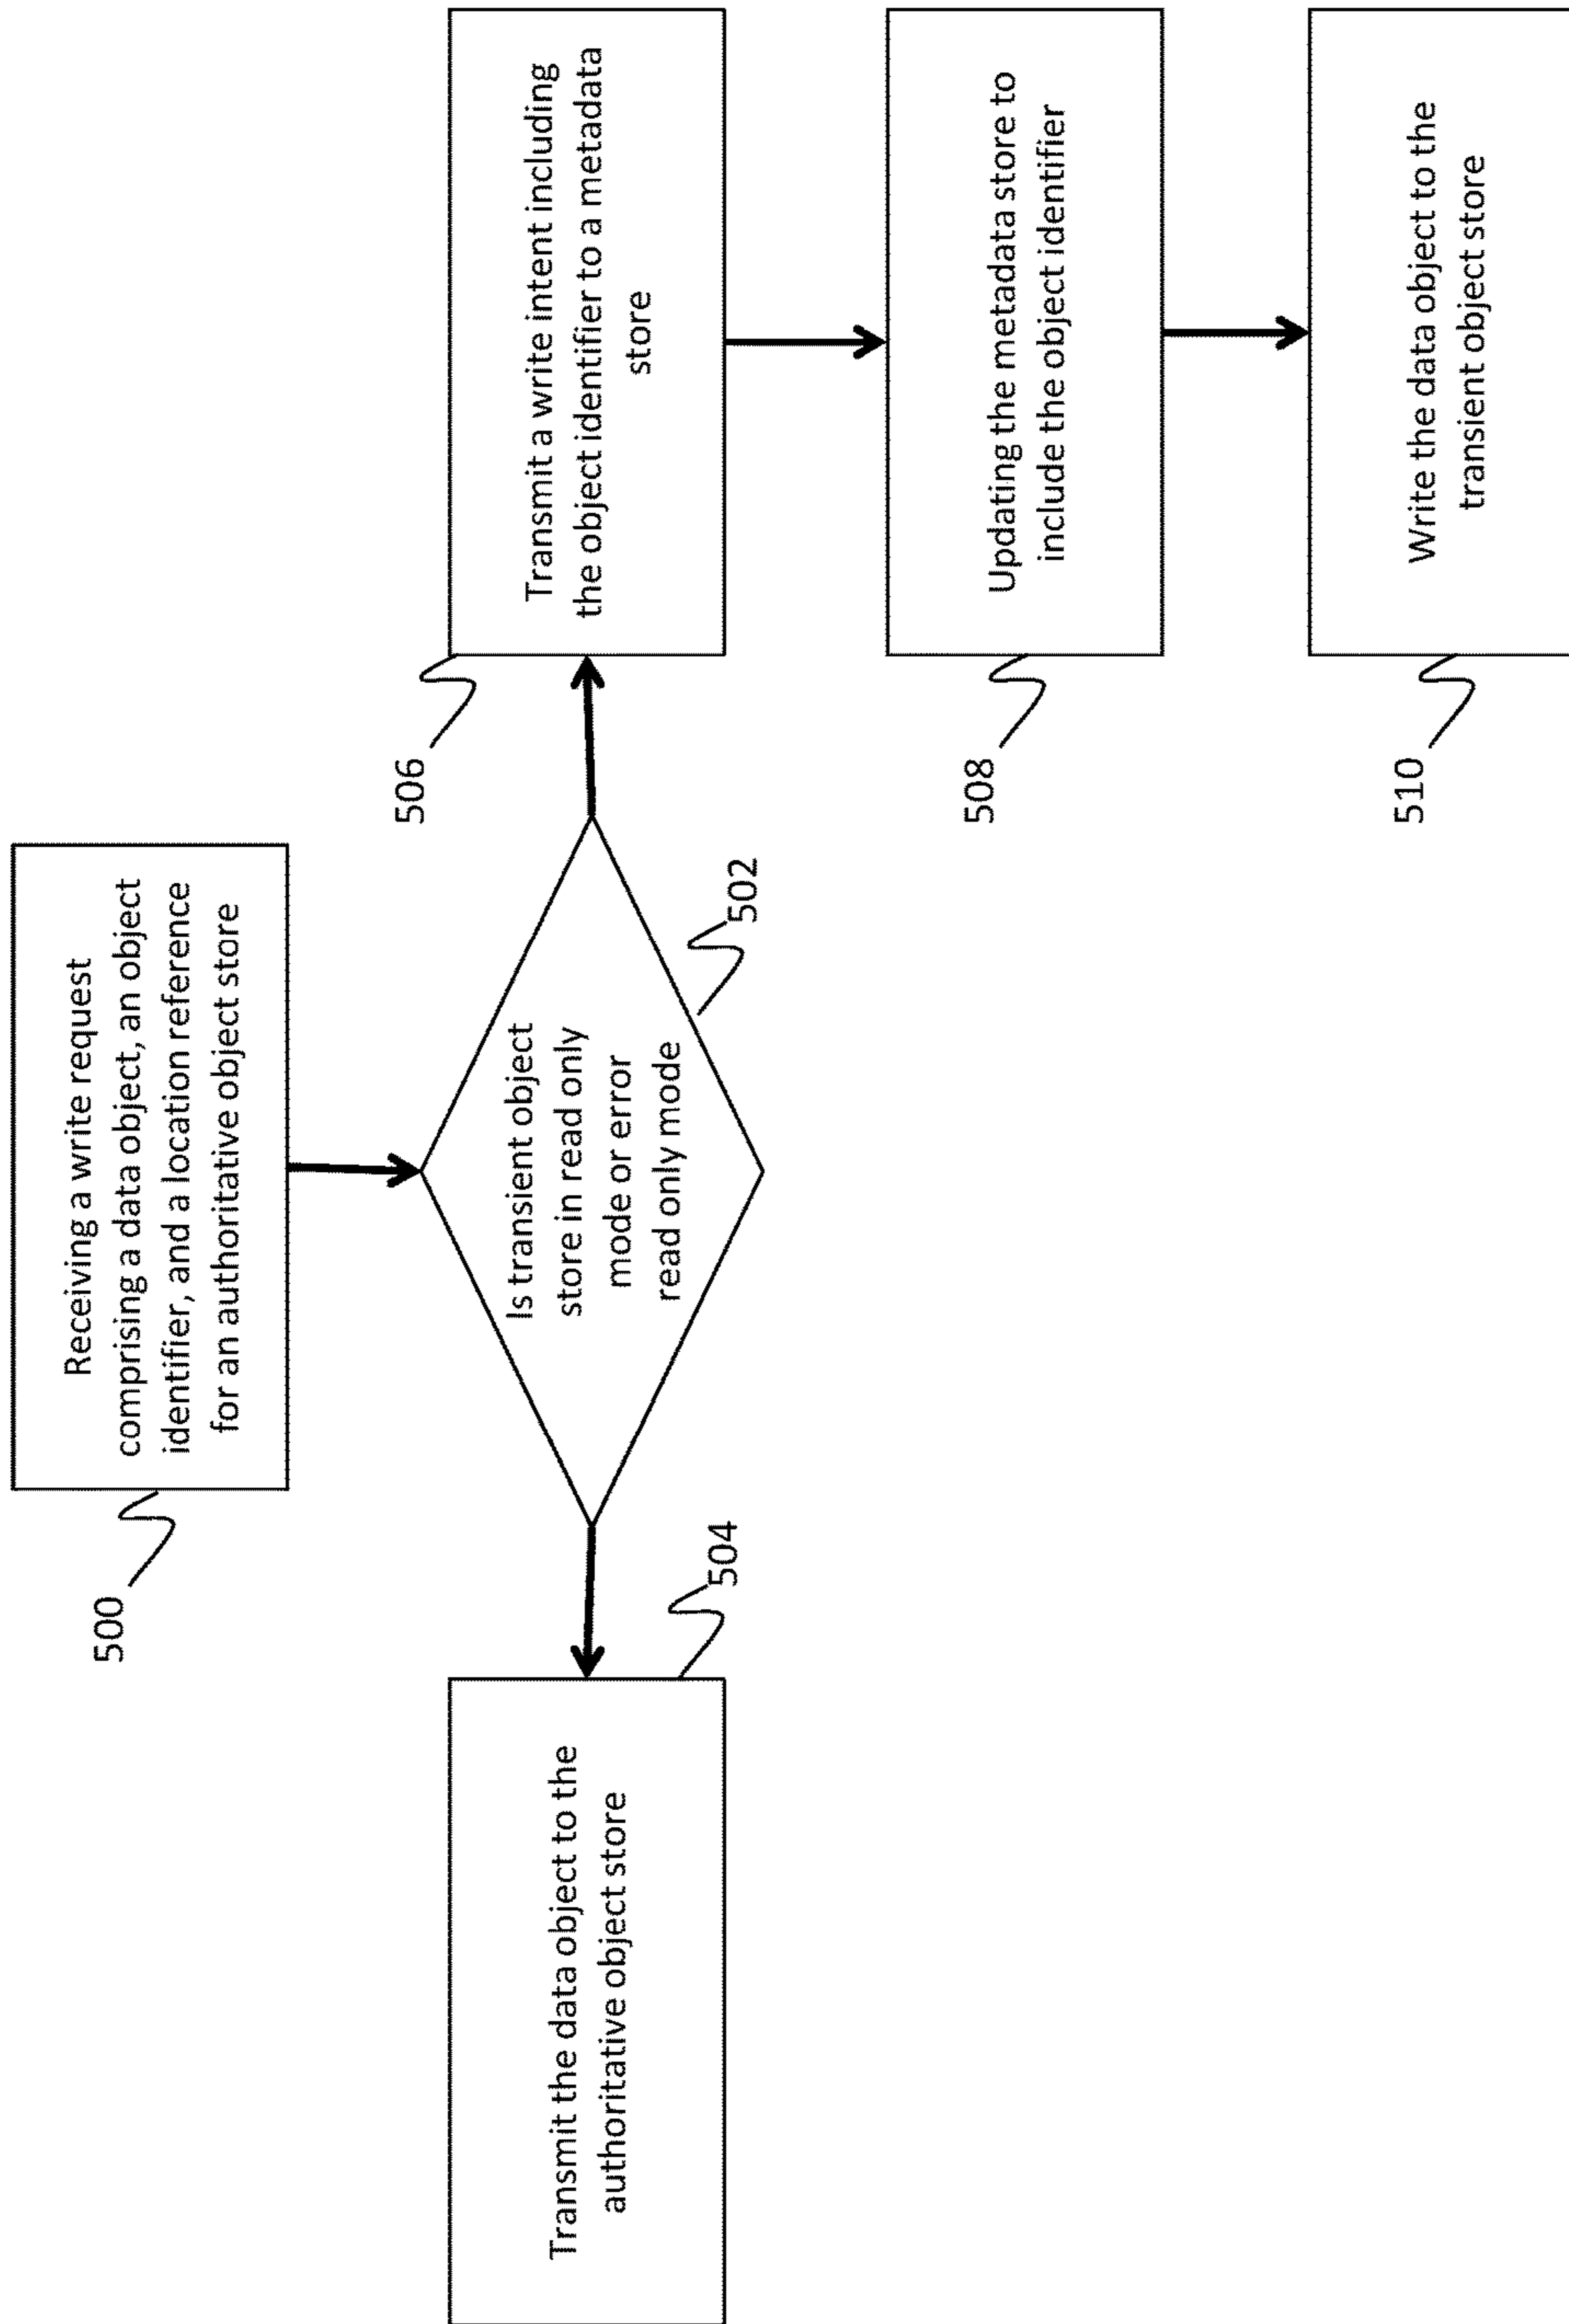 Receiving a write request
comprising a data object, an object
identifier, and a location reference
for an authoritative object store
500
Is transient object
store in read only
mode or error
read only mode
502
Transmit the data object to the
authoritative object store
504
Transmit a write intent including
the object identifier to a metadata
store
506
Updating the metadata store to
include the object identifier
508
Write the data object to the
transient object store
510